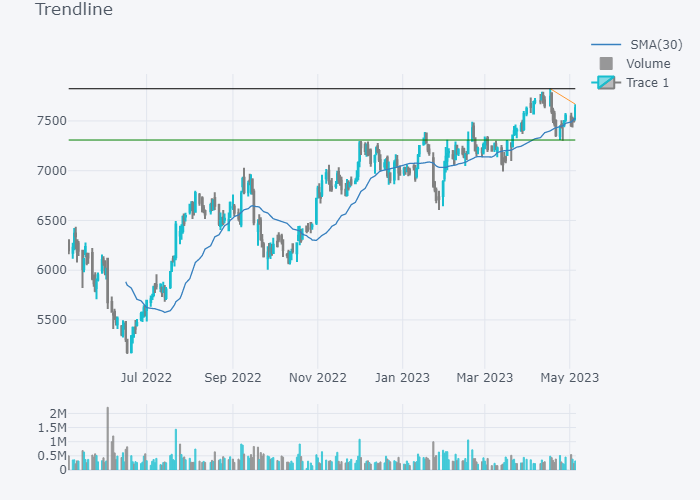 Trendline
SMA(30)
Volume
Trace 1
7500
7000
6500
6000
5500
Jul 2022
Sep 2022
Nov 2022
Jan 2023
Mar 2023
May 2023
2M
1.5M
1M
0.5M
0